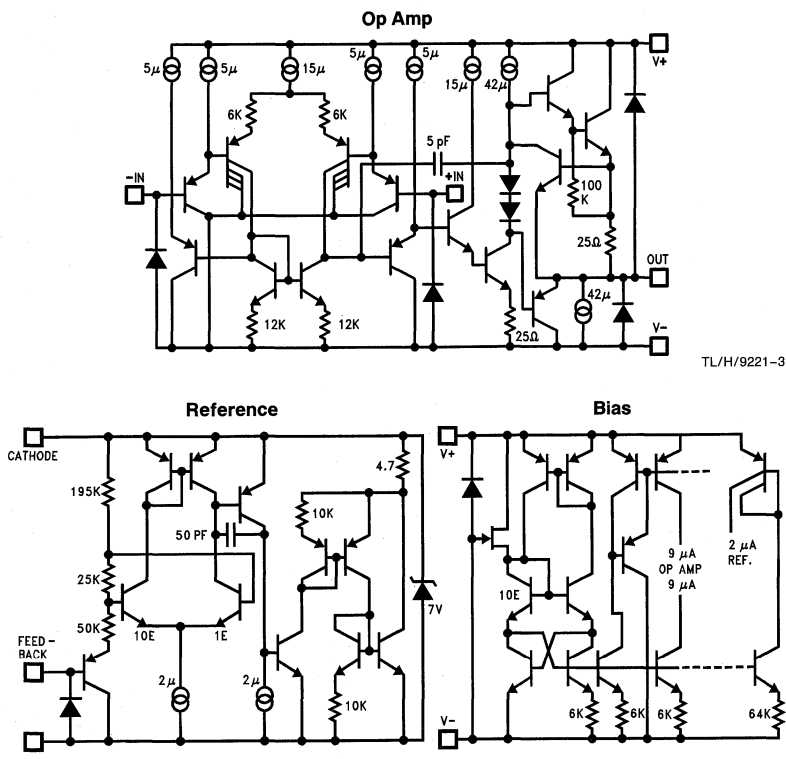 Op Amp
5µ
5µ
15µ
5µ
5µ
15µ
42µ
V+
6K
6K
5 pF
-IN
+IN
100
K
25Ω
OUT
42µ
12K
12K
25Ω
V-
TL/H/9221-3
Reference
CATHODE
195K
4.7
10K
50 PF
25K
7V
50K
10E
1E
FEED-
BACK
2µ
2µ
10K
Bias
V+
2 µA
REF.
9 µA
OP AMP
9 µA
10E
V-
6K
6K
6K
64K